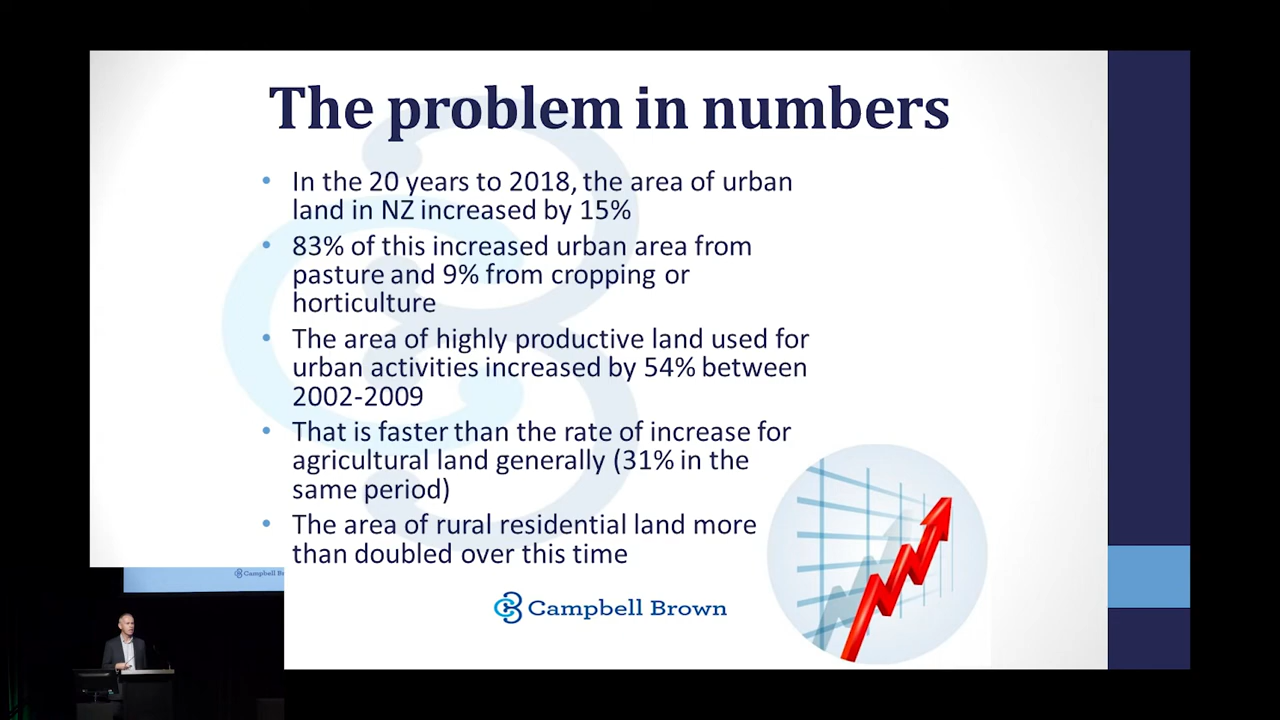 The problem in numbers
• In the 20 years to 2018, the area of urban
land in NZ increased by 15%
• 83% of this increased urban area from
pasture and 9% from cropping or
horticulture
• The area of highly productive land used for
urban activities increased by 54% between
2002-2009
• That is faster than the rate of increase for
agricultural land generally (31% in the
same period)
• The area of rural residential land more
than doubled over this time
Campbell Brown
Campbell Brown